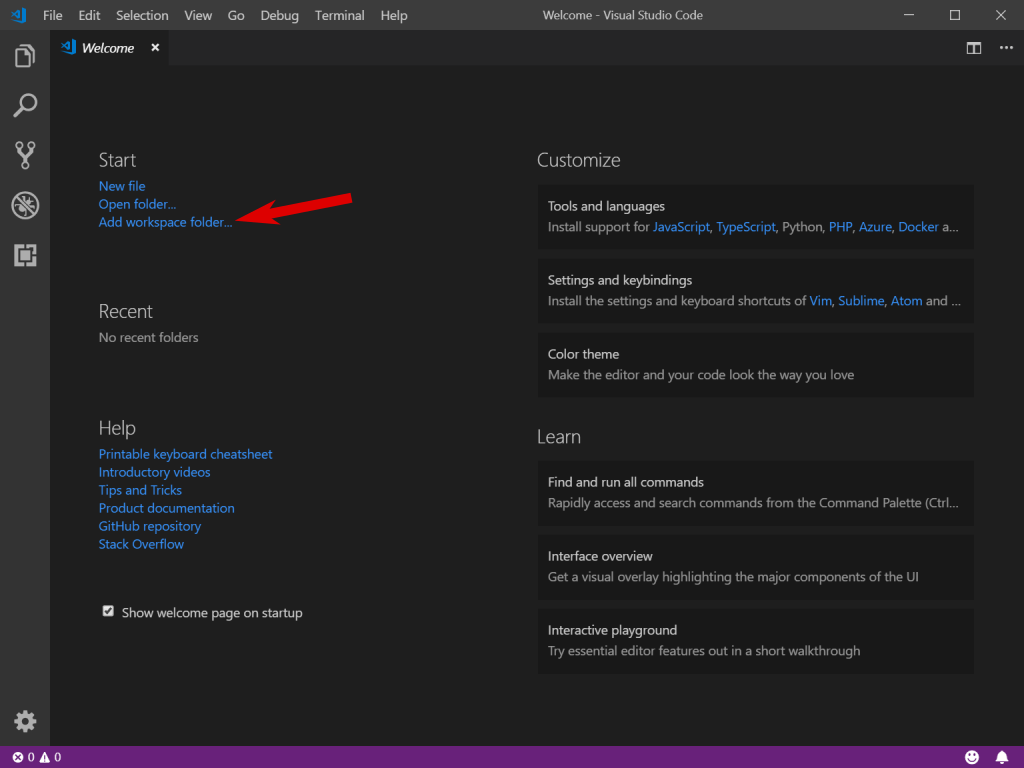 File Edit Selection View Go Debug Terminal Help Welcome - Visual Studio Code
Welcome
Start
New file
Open folder...
Add workspace folder...
Recent
No recent folders
Help
Printable keyboard cheatsheet
Introductory videos
Tips and Tricks
Product documentation
GitHub repository
Stack Overflow
Show welcome page on startup
Customize
Tools and languages
Install support for JavaScript, TypeScript, Python, PHP, Azure, Docker a...
Settings and keybindings
Install the settings and keyboard shortcuts of Vim, Sublime, Atom and ...
Color theme
Make the editor and your code look the way you love
Learn
Find and run all commands
Rapidly access and search commands from the Command Palette (Ctrl...
Interface overview
Get a visual overlay highlighting the major components of the UI
Interactive playground
Try essential editor features out in a short walkthrough
0 0